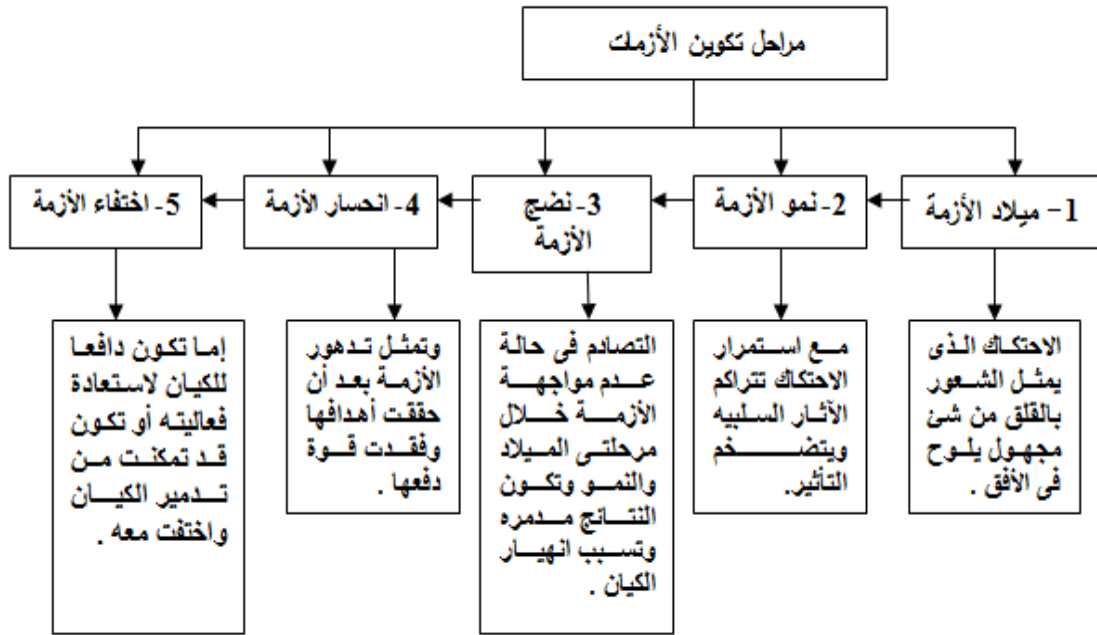 مراحل تكوين الأزمات
1- ميلاد الأزمة
2- نمو الأزمة
3- نضج
الأزمة
4- انحسار الأزمة
5- اختفاء الأزمة
الاحتكاك الذى
يمثل الشعور
بالقلق من شئ
مجهول يلوح
فى الأفق .
مع استمرار
الاحتكاك تتراكم
الآثار السلبيه
ويتضخم
التأثير.
التصادم فى حالة
عدم مواجهة
الأزمة خلال
مرحلتى الميلاد
والنمو وتكون
النتائج مدمره
وتسبب انهيار
الكيان .
وتمثل تدهور
الأزمة بعد أن
حققت أهدافها
وفقدت قوة
دفعها .
إما تكون دافعا
للكيان لاستعادة
فعاليته أو تكون
قد تمكنت من
تدمير الكيان
واختفت معه .